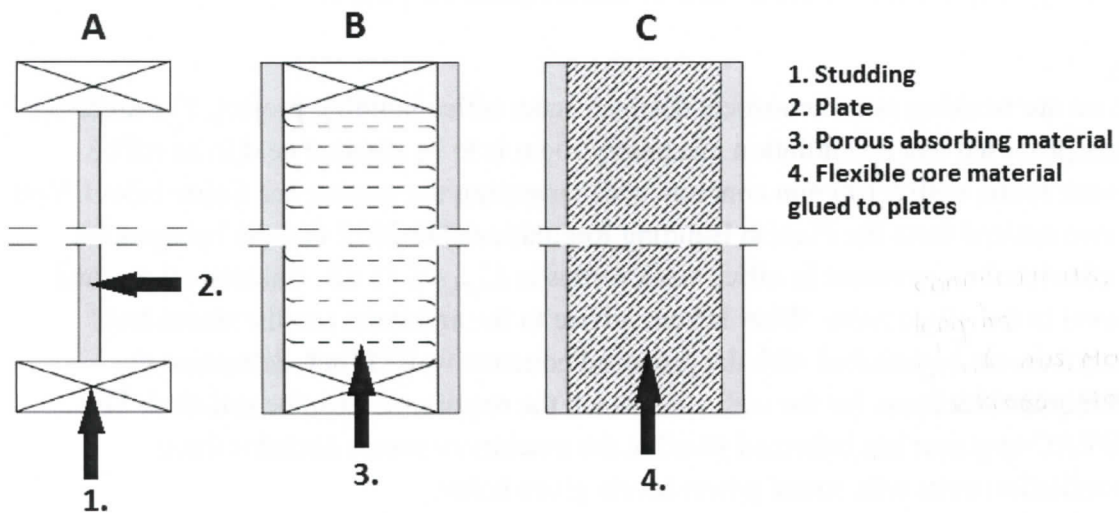 A
B
C
1. Studding
2. Plate
3. Porous absorbing material
4. Flexible core material
glued to plates
2.
1.
3.
4.